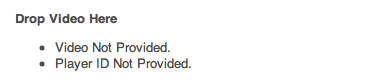 Drop Video Here
• Video Not Provided.
• Player ID Not Provided.